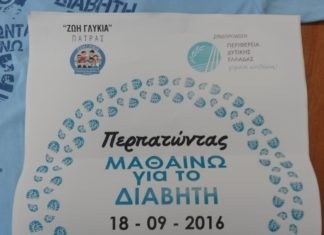 ΔΙΑΒΗΤΗ
"ΖΩΗ ΓΛΥΚΙΑ"
ΠΑΤΡΑΣ
ΠΕΡΙΦΕΡΕΙΑ
ΔΥΤΙΚΗΣ
ΕΛΛΑΔΑΣ
Περπατώντας
ΜΑΘΑΙΝΩ
για το
ΔΙΑΒΗΤΗ
18 - 09 - 2016